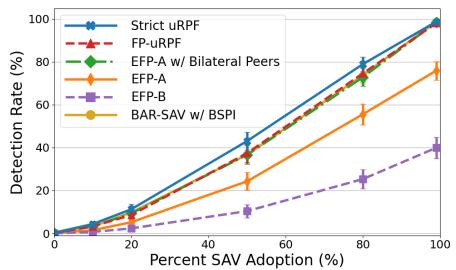 100
80
60
40
20
0
Detection Rate (%)
Strict uRPF
FP-uRPF
EFP-A w/ Bilateral Peers
EFP-A
EFP-B
BAR-SAV w/ BSPI
0 20 40 60 80 100
Percent SAV Adoption (%)